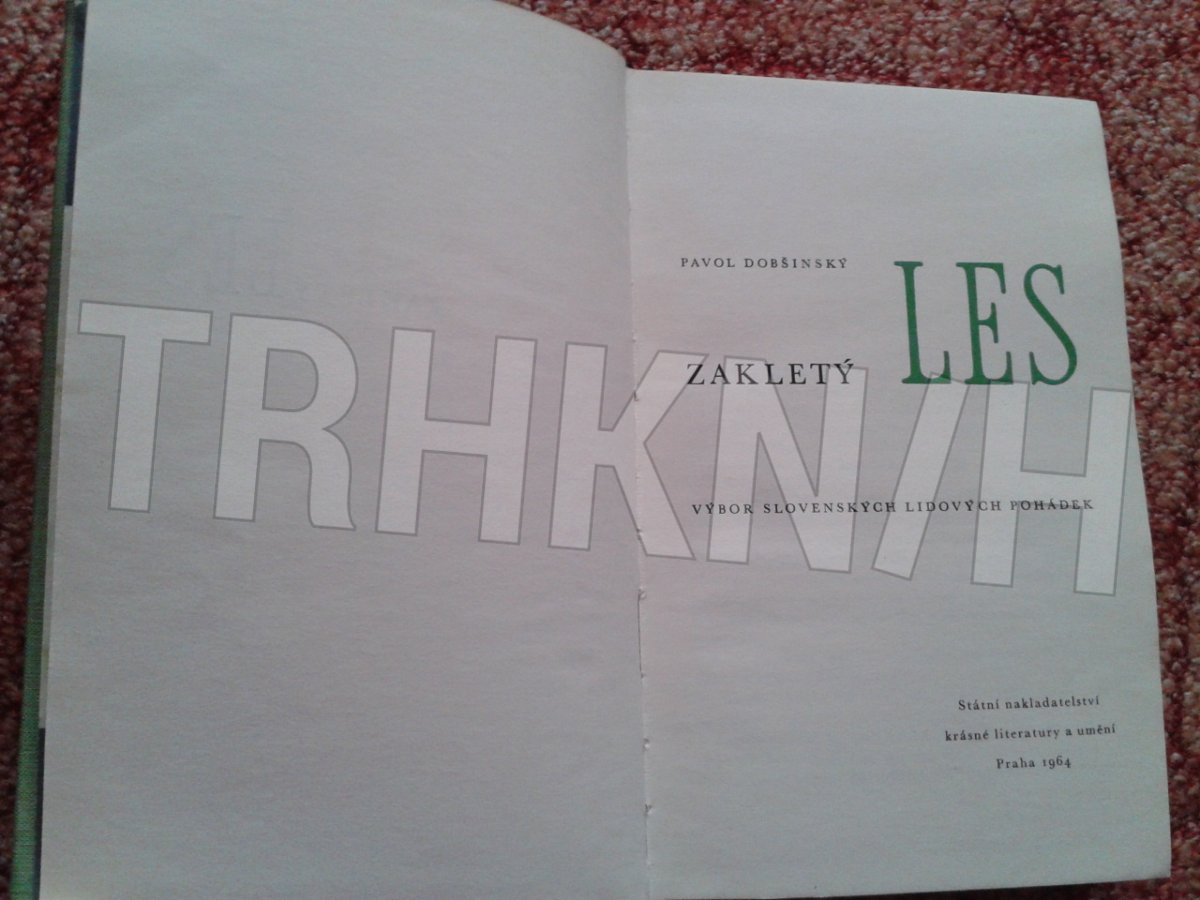 PAVOL DOBŠINSKÝ
LES
ZAKLETÝ
VÝBOR SLOVENSKÝCH LIDOVÝCH POHÁDEK
Státní nakladatelství
krásné literatury a umění
Praha 1964
TRHKNIH